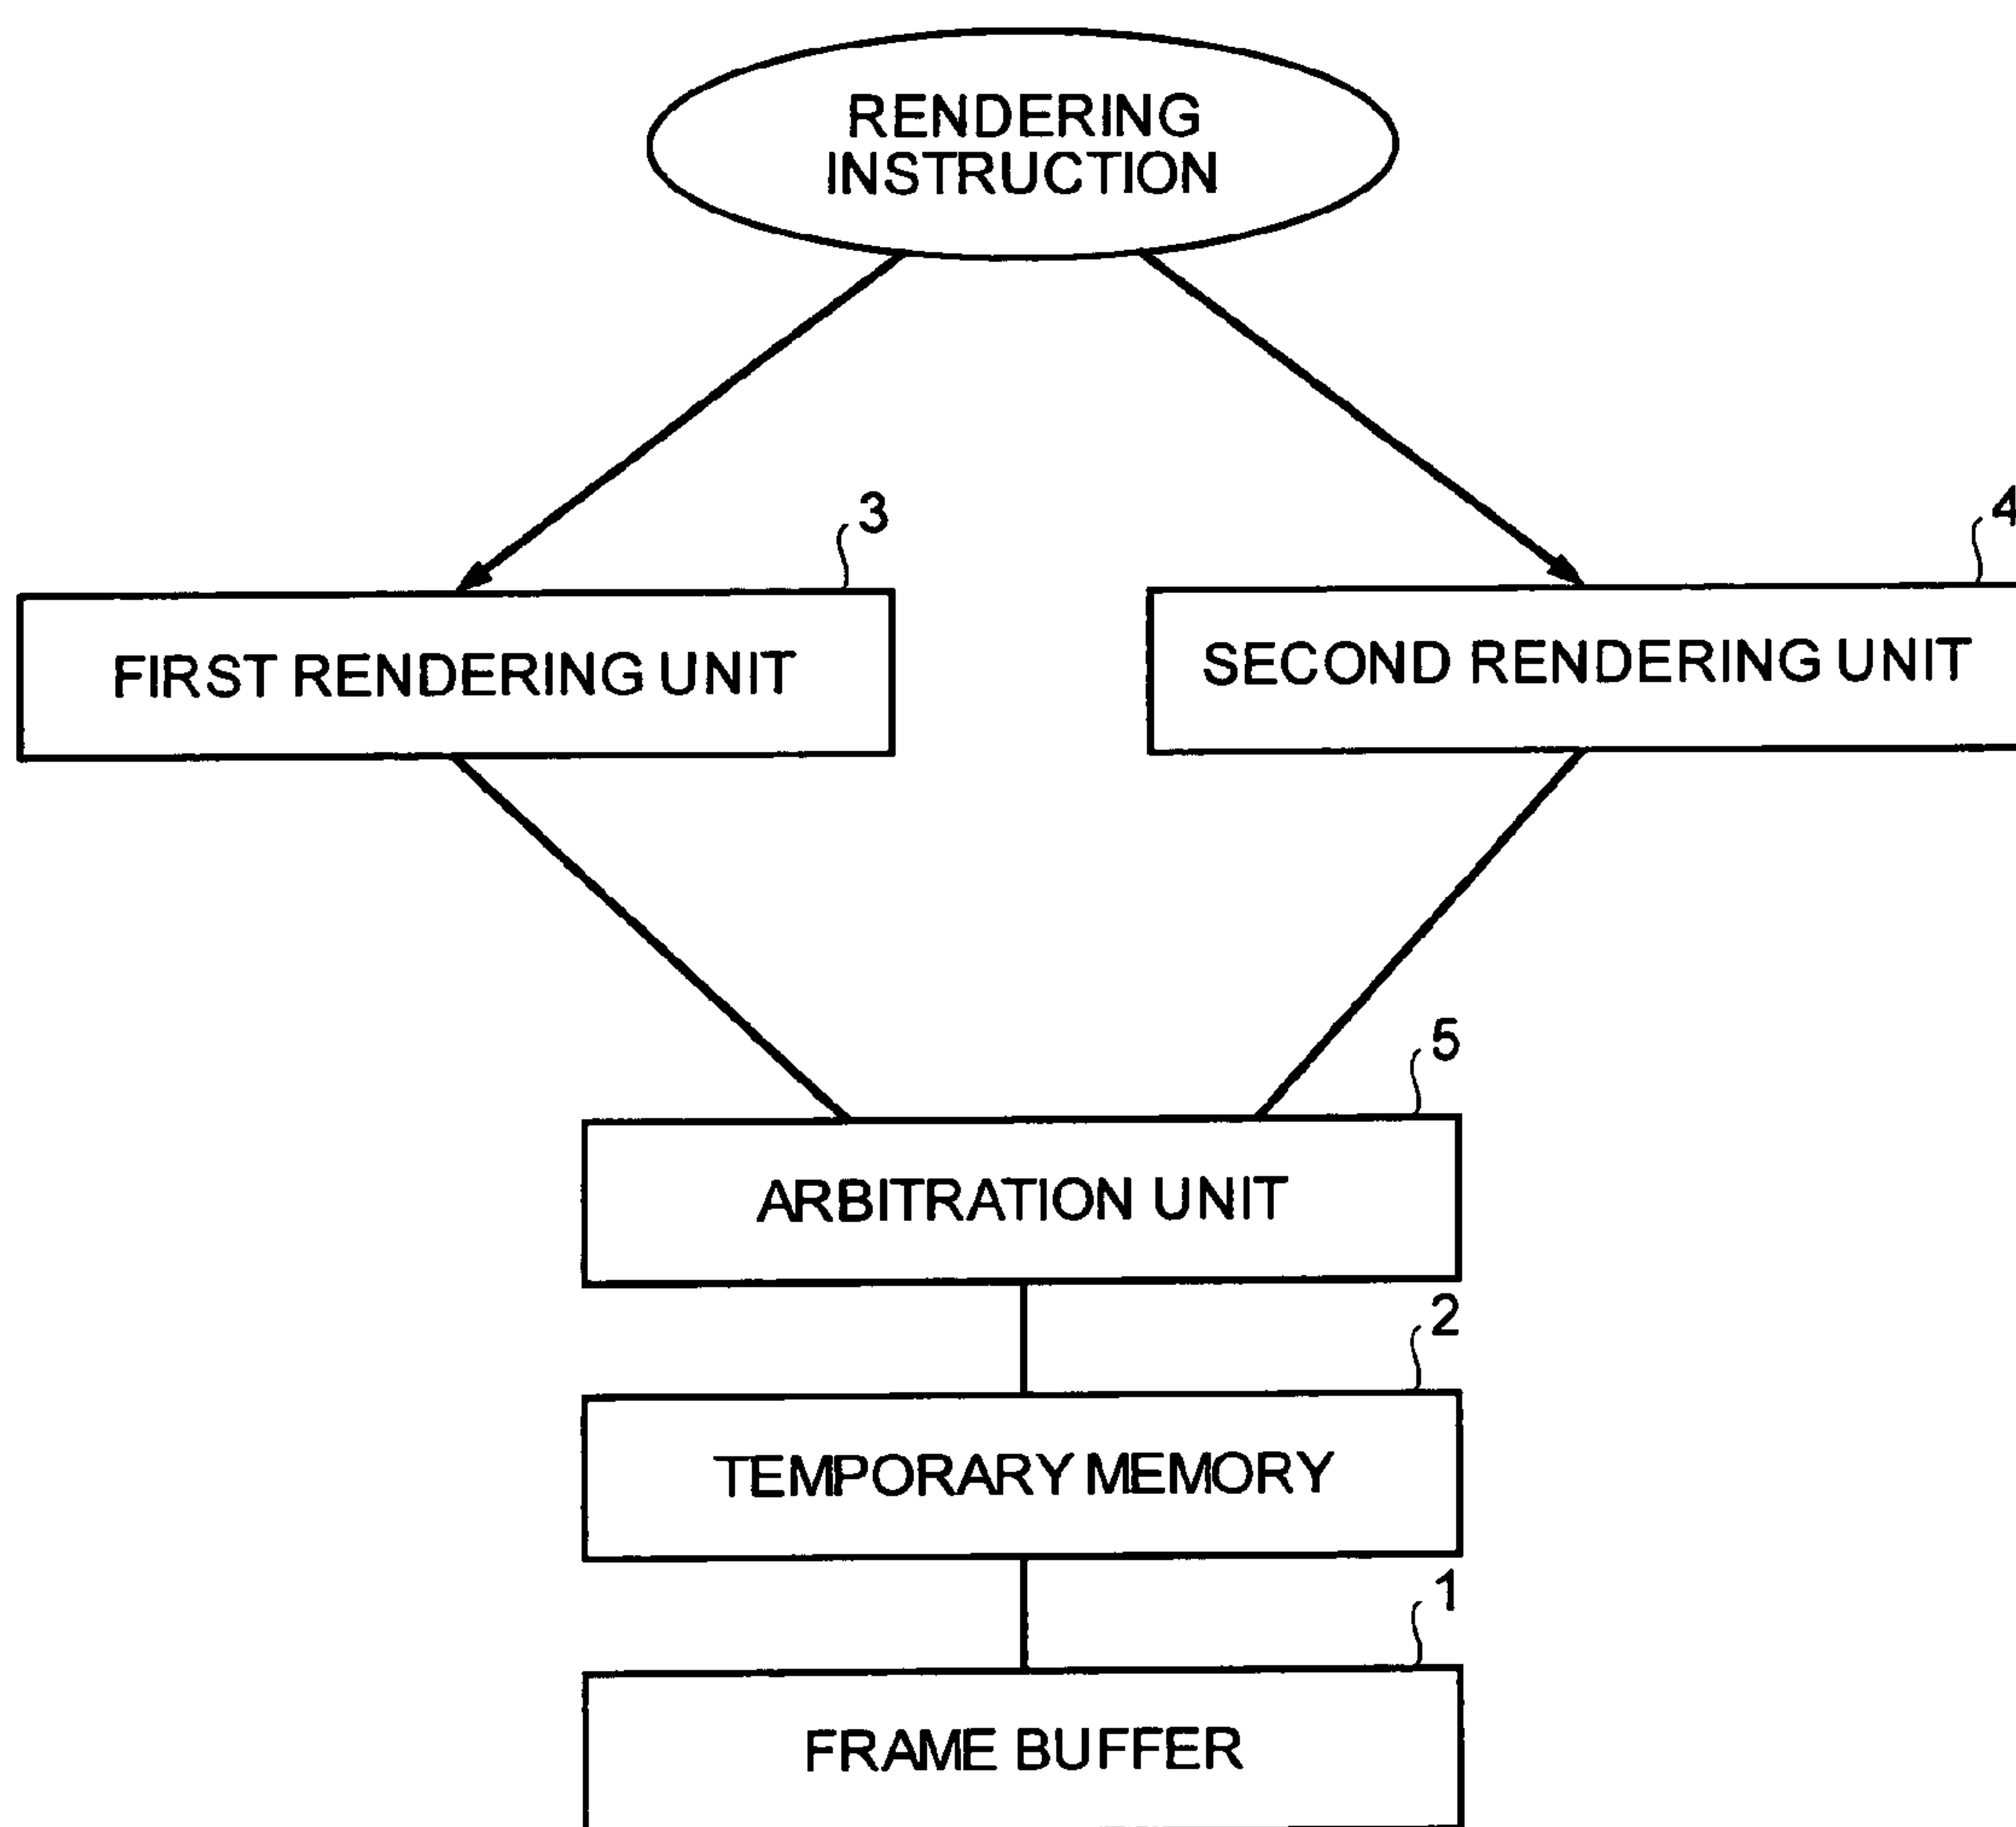 RENDERING
INSTRUCTION
3
4
FIRST RENDERING UNIT
SECOND RENDERING UNIT
5
ARBITRATION UNIT
2
TEMPORARY MEMORY
1
FRAME BUFFER